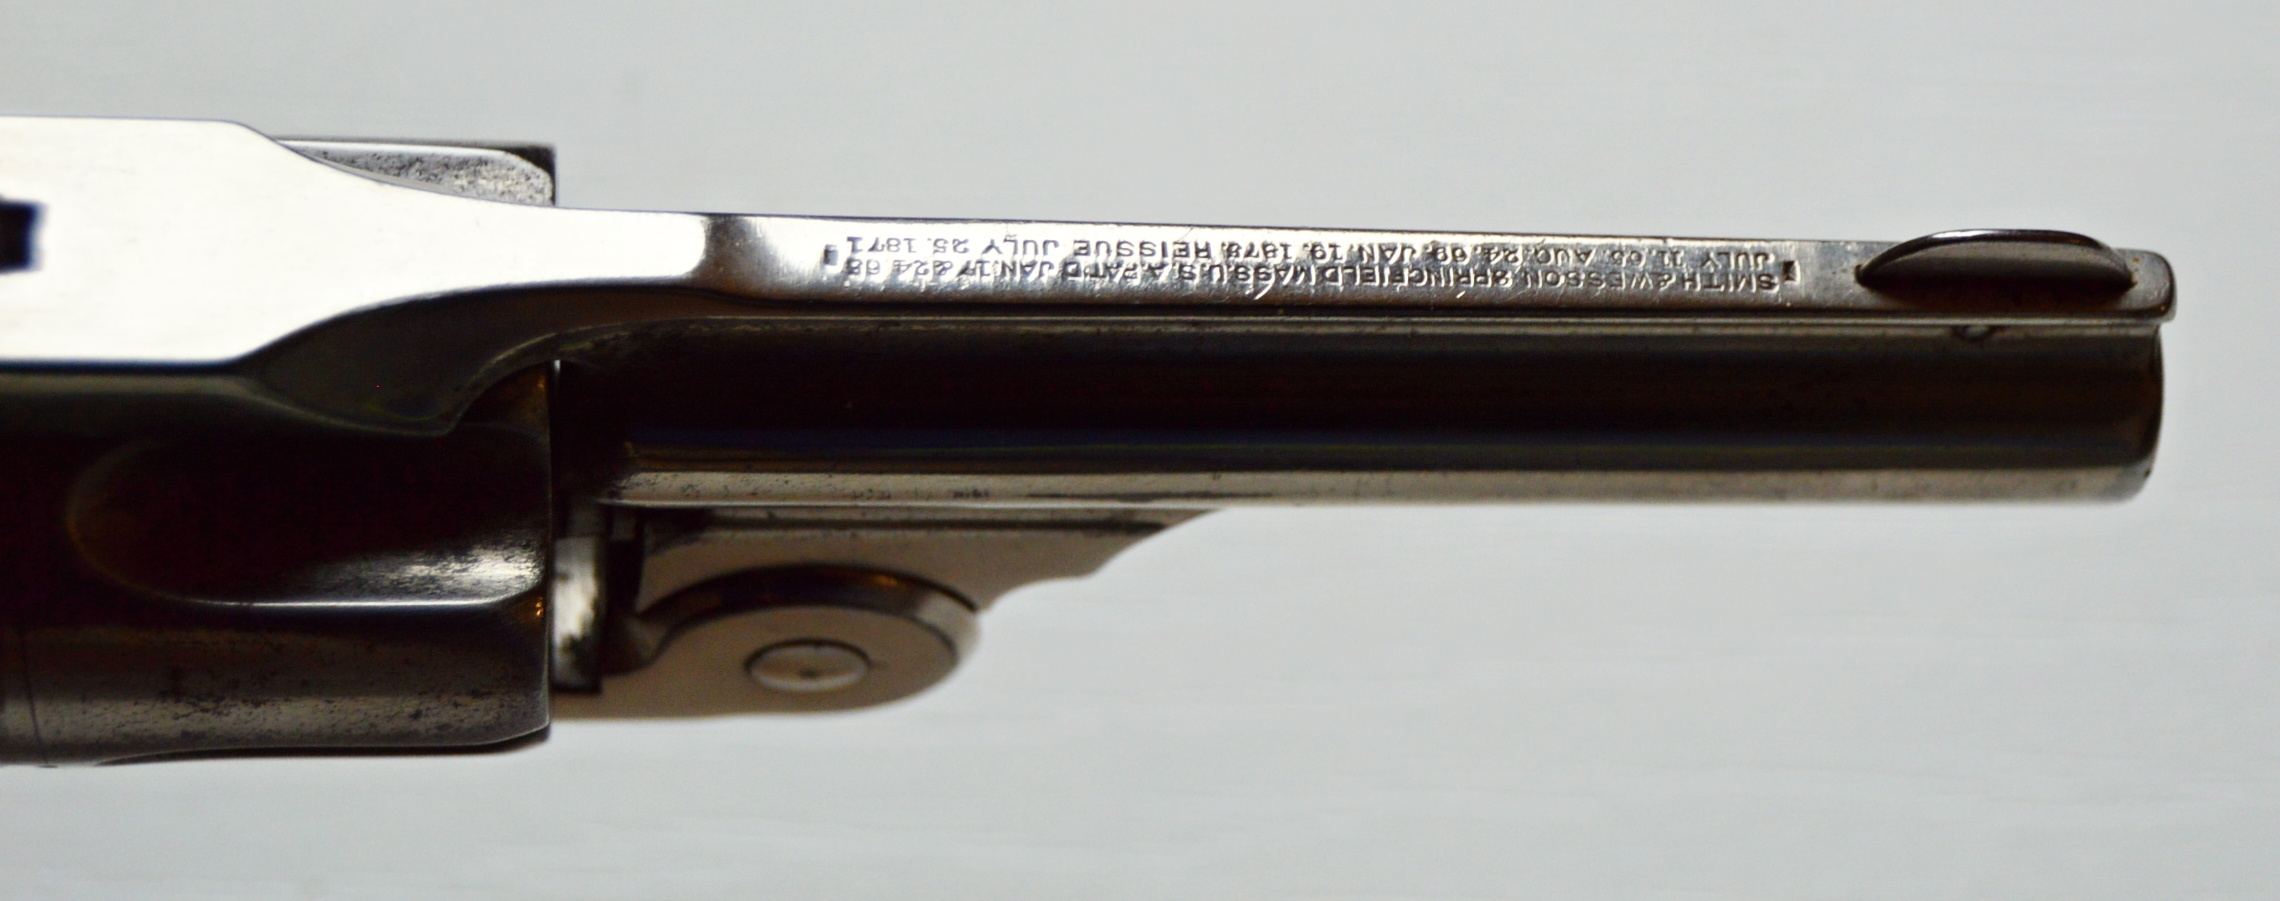 SMITH & WESSON SPRINGFIELD MASS. U.S.A. PAT'D JAN. 17 & 24. 65
JULY 11. 65. AUG. 24. 69. JAN. 19. 1875. REISSUE JULY 25. 1871